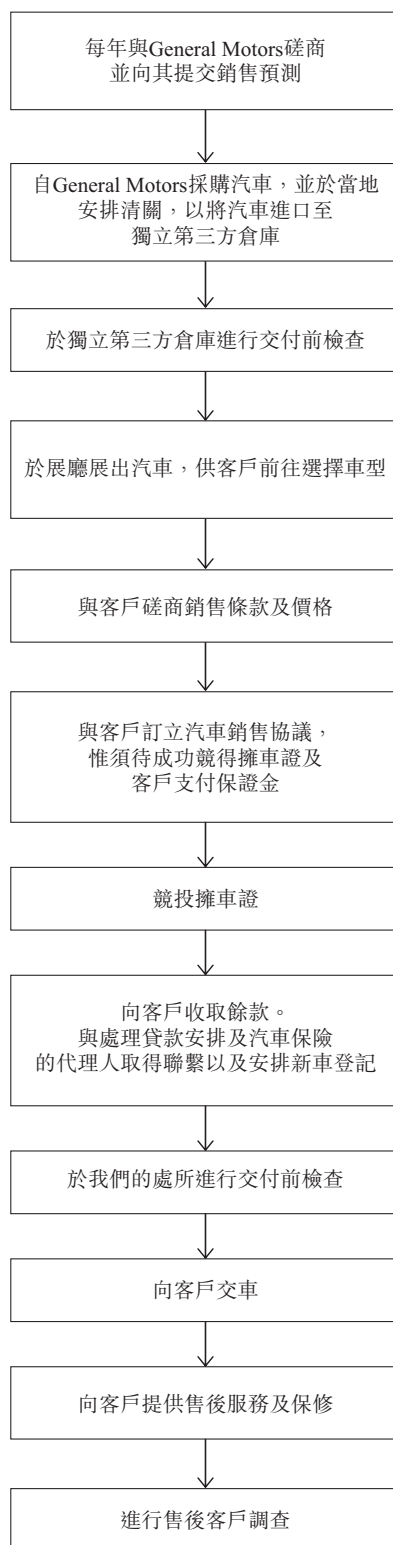 每年與General Motors磋商
並向其提交銷售預測
自General Motors採購汽車，並於當地
安排清關，以將汽車進口至
獨立第三方倉庫
於獨立第三方倉庫進行交付前檢查
於展廳展出汽車，供客戶前往選擇車型
與客戶磋商銷售條款及價格
與客戶訂立汽車銷售協議，
惟須待成功競得擁車證及
客戶支付保證金
競投擁車證
向客戶收取餘款。
與處理貸款安排及汽車保險
的代理人取得聯繫以及安排新車登記
於我們的處所進行交付前檢查
向客戶交車
向客戶提供售後服務及保修
進行售後客戶調查